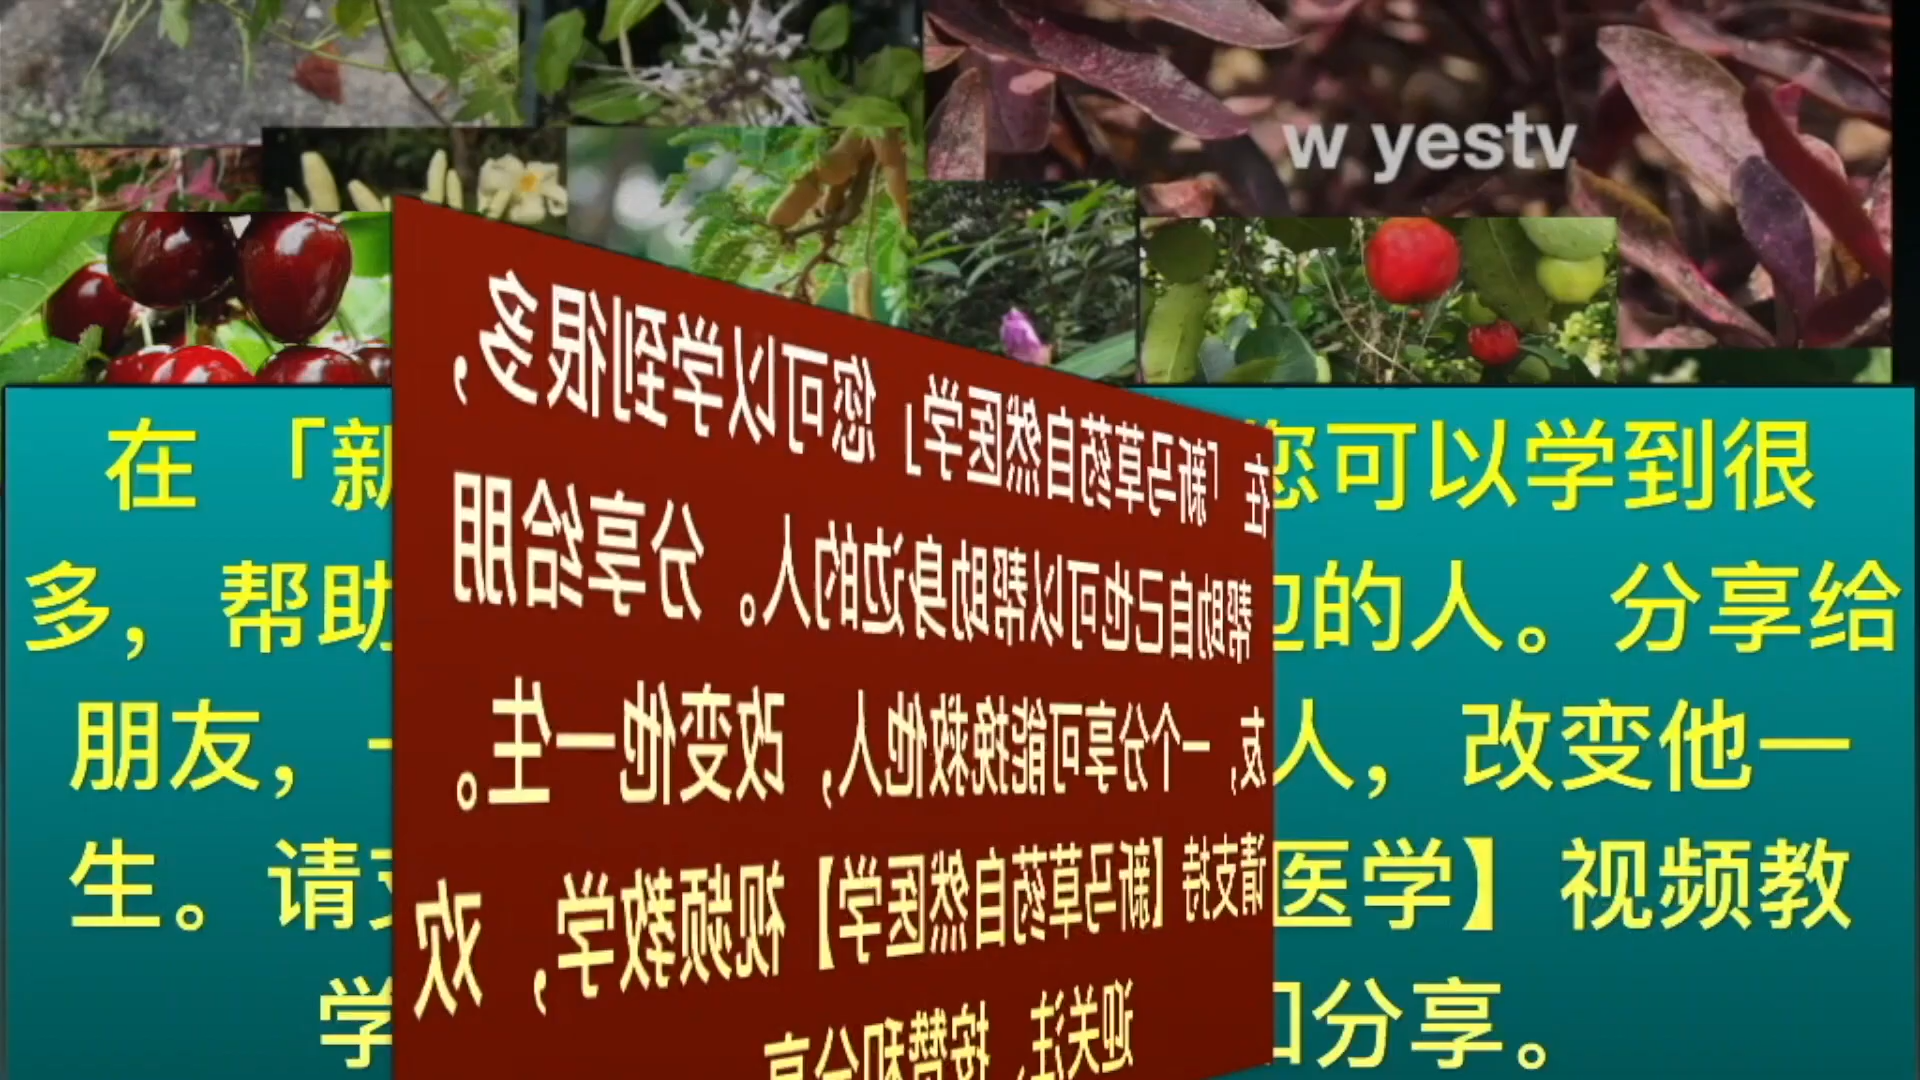 w yestv
在「新
您可以学到很
多，帮助
边的人。分享给
朋友，一
人，改变他一
生。请支
医学】视频教
学
和分享。
在「新马草药自然医学」您可以学到很多，
帮助自己也可以帮助身边的人。分享给朋
友，一个分享可能挽救他人，改变他一生。
请支持【新马草药自然医学】视频教学，欢
迎关注、按赞和分享